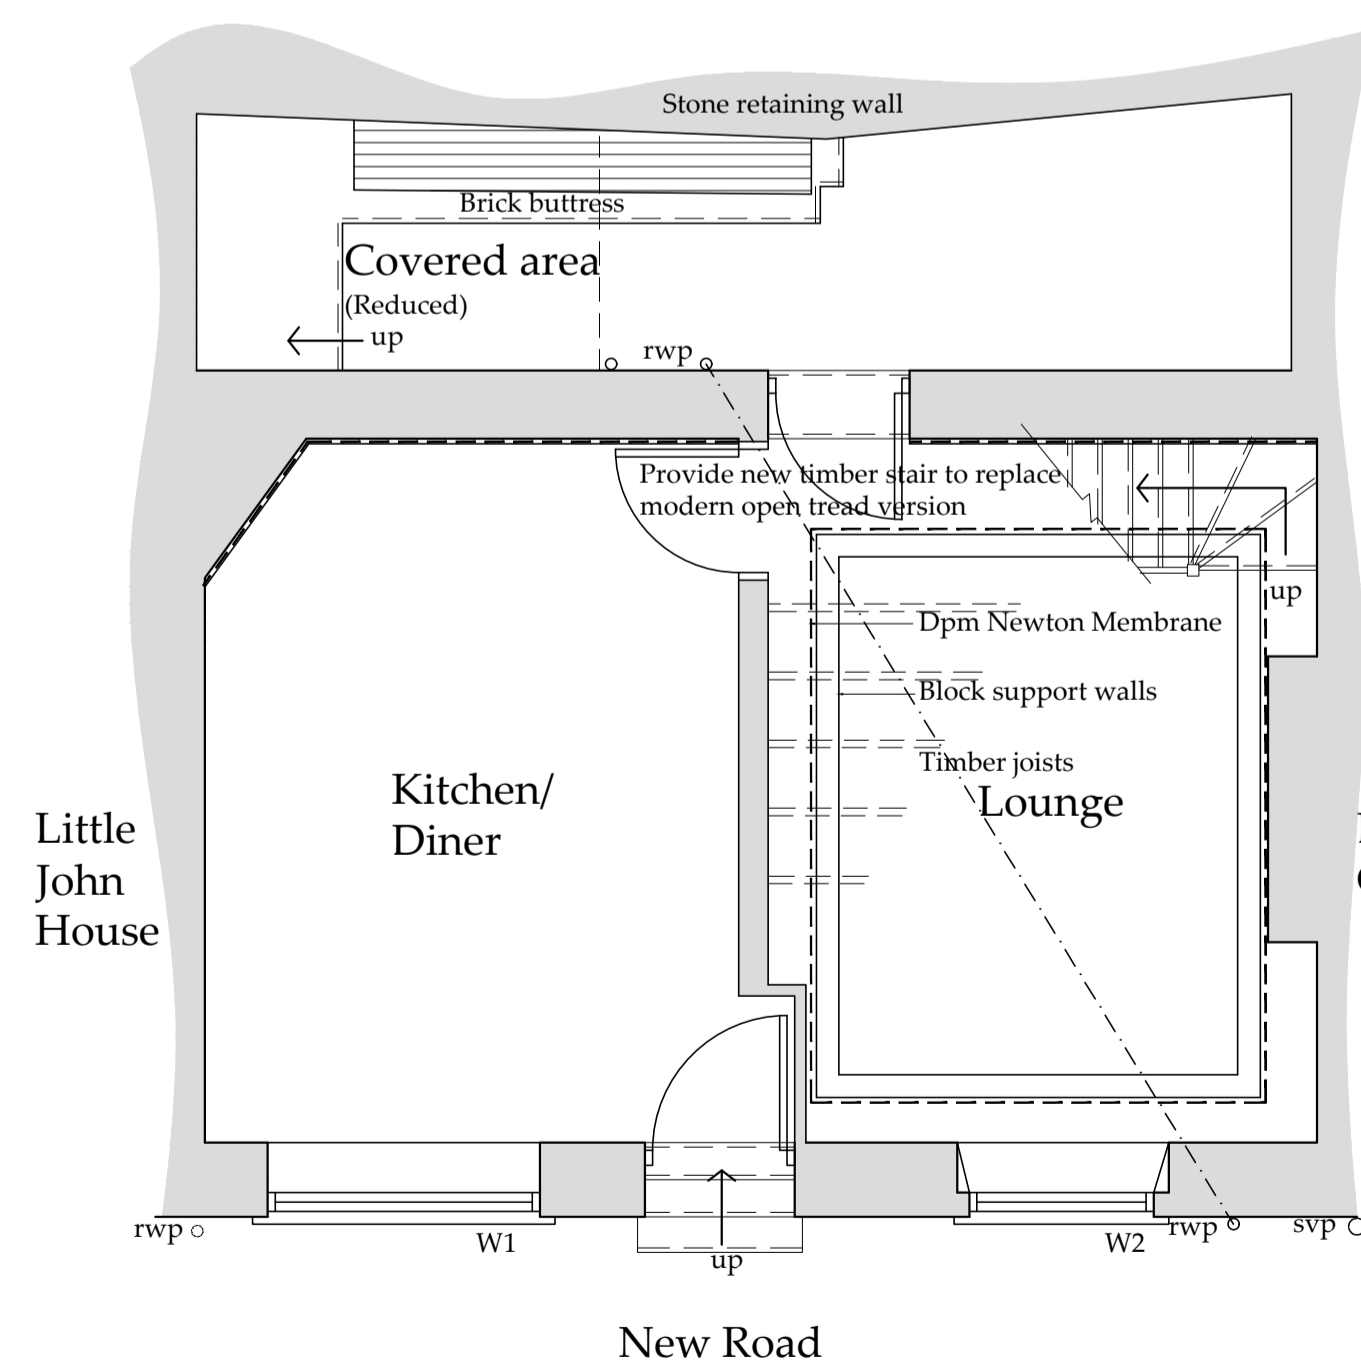 Stone retaining wall
Brick buttress
Covered area
(Reduced)
up
rwp
Provide new timber stair to replace
modern open tread version
up
Dpm Newton Membrane
Block support walls
Timber joists
Lounge
Kitchen/
Diner
Little
John
House
rwp
W1
up
W2
rwp
svp
New Road